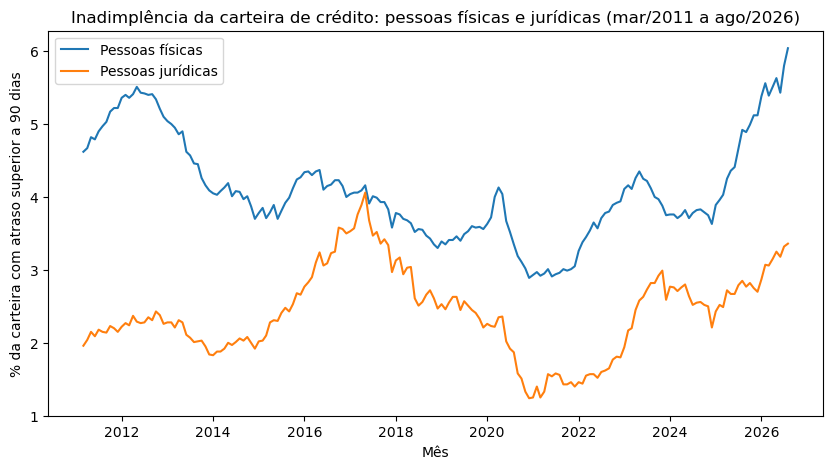 Inadimplência da carteira de crédito: pessoas físicas e jurídicas (mar/2011 a ago/2026)
Pessoas físicas
Pessoas jurídicas
% da carteira com atraso superior a 90 dias
6
5
4
3
2
1
2012 2014 2016 2018 2020 2022 2024 2026
Mês